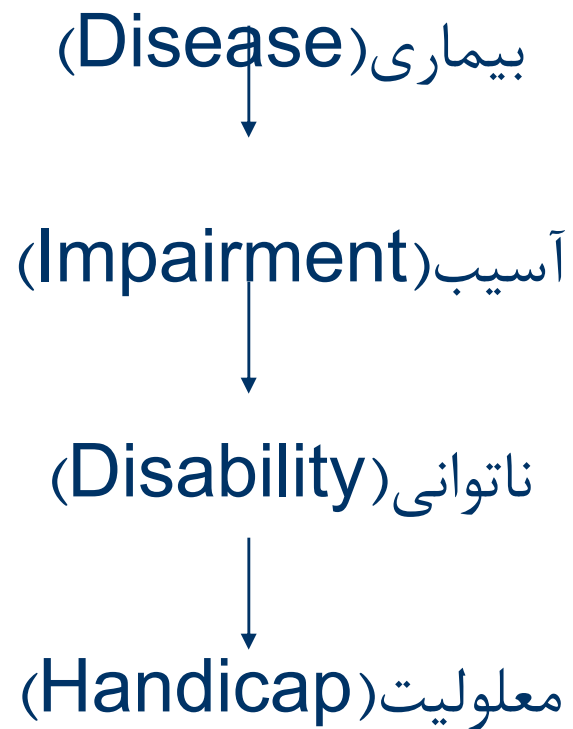 بیماری(Disease)
آسیب(Impairment)
ناتوانی(Disability)
معلولیت(Handicap)